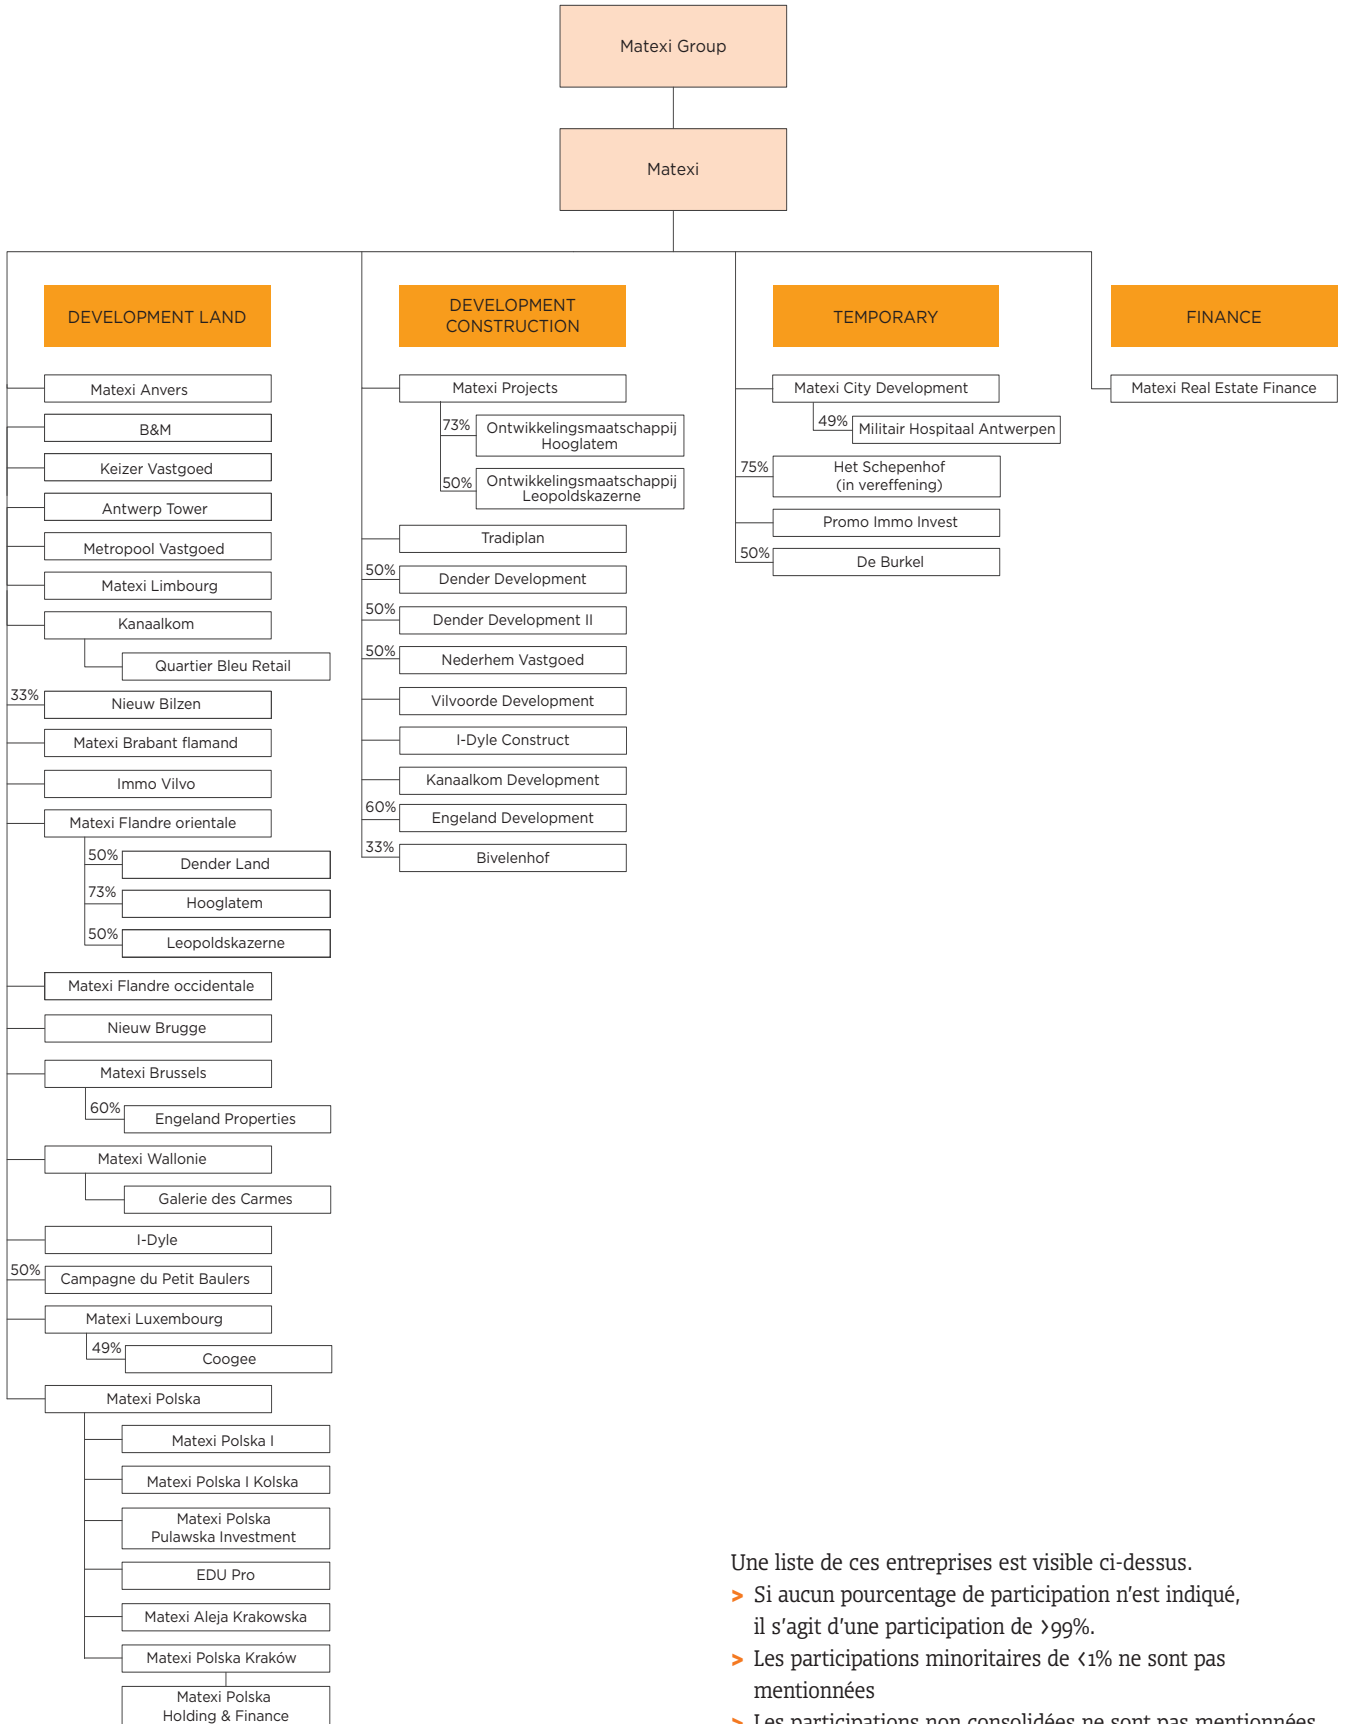 Matexi Group
Matexi
DEVELOPMENT LAND
Matexi Anvers
B&M
Keizer Vastgoed
Antwerp Tower
Metropool Vastgoed
Matexi Limbourg
Kanaalkom
Quartier Bleu Retail
33%
Nieuw Bilzen
Matexi Brabant flamand
Immo Vilvo
Matexi Flandre orientale
50%
Dender Land
73%
Hooglatem
50%
Leopoldskazerne
Matexi Flandre occidentale
Nieuw Brugge
Matexi Brussels
60%
Engeland Properties
Matexi Wallonie
Galerie des Carmes
I-Dyle
50%
Campagne du Petit Baulers
Matexi Luxembourg
49%
Coogee
Matexi Polska
Matexi Polska I
Matexi Polska I Kolska
Matexi Polska
Pulawska Investment
EDU Pro
Matexi Aleja Krakowska
Matexi Polska Kraków
Matexi Polska
Holding & Finance
DEVELOPMENT
CONSTRUCTION
Matexi Projects
73%
Ontwikkelingsmaatschappij
Hooglatem
50%
Ontwikkelingsmaatschappij
Leopoldskazerne
Tradiplan
50%
Dender Development
50%
Dender Development II
50%
Nederhem Vastgoed
Vilvoorde Development
I-Dyle Construct
Kanaalkom Development
60%
Engeland Development
33%
Bivelenhof
TEMPORARY
Matexi City Development
49%
Militair Hospitaal Antwerpen
75%
Het Schepenhof
(in vereffening)
Promo Immo Invest
50%
De Burkel
FINANCE
Matexi Real Estate Finance
Une liste de ces entreprises est visible ci-dessus.
> Si aucun pourcentage de participation n'est indiqué,
il s'agit d'une participation de >99%.
> Les participations minoritaires de <1% ne sont pas
mentionnées
> Les participations non consolidées ne sont pas mentionnées